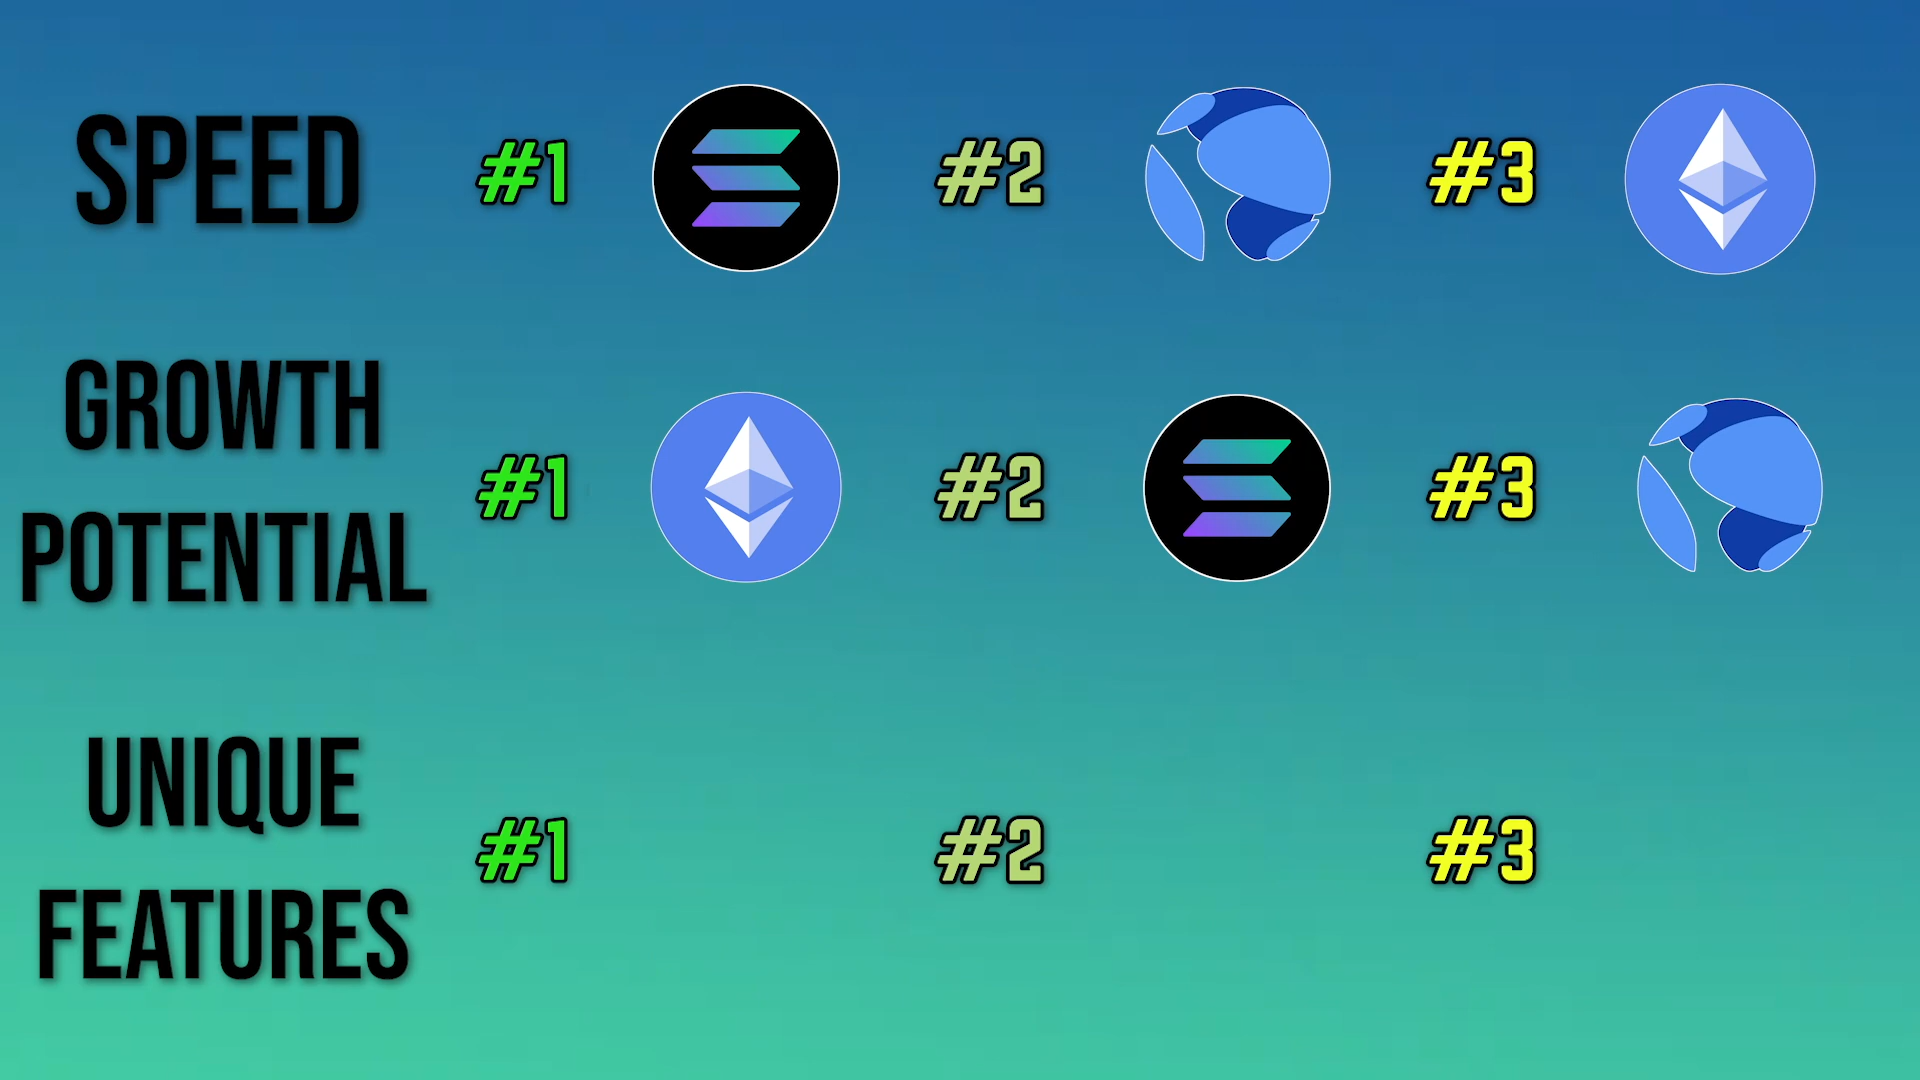 SPEED #1 #2 #3
GROWTH
POTENTIAL
#1 #2 #3
UNIQUE
FEATURES
#1 #2 #3